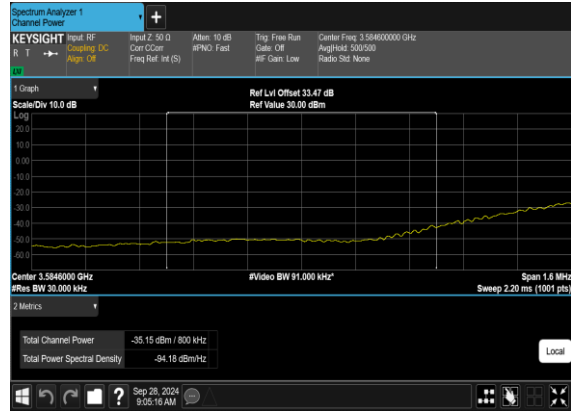 Spectrum Analyzer 1
Channel Power
+
KEYSIGHT Input: RF Input Z: 50 Ω Atten: 10 dB Trig: Free Run Center Freq: 3.584600000 GHz
R T Coupling: DC Corr CCorr #PNO: Fast Gate: Off Avg|Hold: 500/500
Align: Off Freq Ref: Int (S) #IF Gain: Low Radio Std: None
1 Graph
Ref Lvl Offset 33.47 dB
Scale/Div 10.0 dB Ref Value 30.00 dBm
Log
20.0
10.0
0.00
-10.0
-20.0
-30.0
-40.0
-50.0
-60.0
Center 3.5846000 GHz #Video BW 91.000 kHz* Span 1.6 MHz
#Res BW 30.000 kHz Sweep 2.20 ms (1001 pts)
2 Metrics
Total Channel Power -35.15 dBm / 800 kHz
Total Power Spectral Density -94.18 dBm/Hz
Local
? Sep 28, 2024
9:05:16 AM